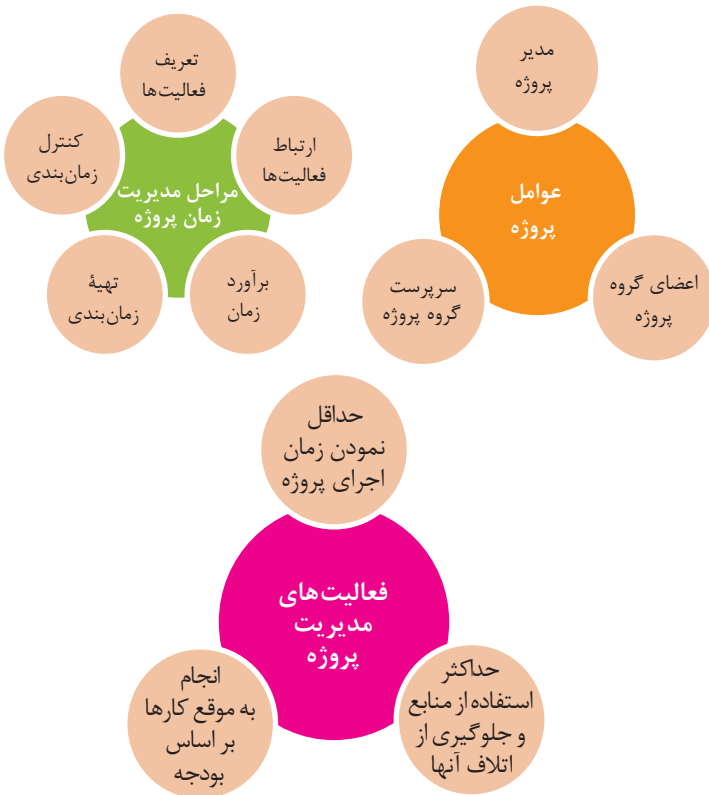 عوامل
پروژه
مدیر
پروژه
اعضای گروه
پروژه
سرپرست
گروه پروژه
مراحل مدیریت
زمان پروژه
تعریف
فعالیت‌ها
ارتباط
فعالیت‌ها
برآورد
زمان
تهیۀ
زمان‌بندی
کنترل
زمان‌بندی
فعالیت‌های
مدیریت
پروژه
حداقل
نمودن زمان
اجرای پروژه
حداکثر
استفاده از منابع
و جلوگیری از
اتلاف آنها
انجام
به موقع کارها
بر اساس
بودجه